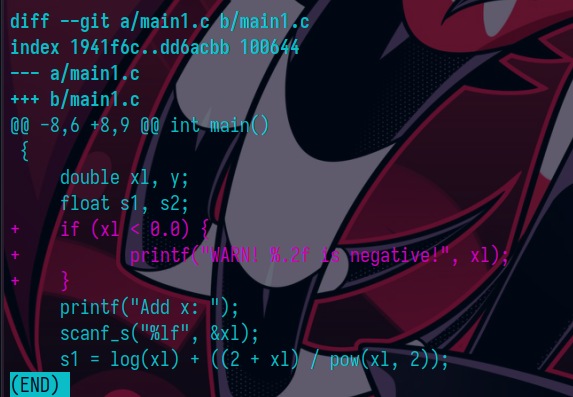 diff --git a/main1.c b/main1.c
index 1941f6c..dd6acbb 100644
--- a/main1.c
+++ b/main1.c
@@ -8,6 +8,9 @@ int main()
 {
      double xl, y;
      float s1, s2;
+     if (xl < 0.0) {
+             printf("WARN! %.2f is negative!", xl);
+     }
      printf("Add x: ");
      scanf_s("%lf", &xl);
      s1 = log(xl) + ((2 + xl) / pow(xl, 2));
(END)